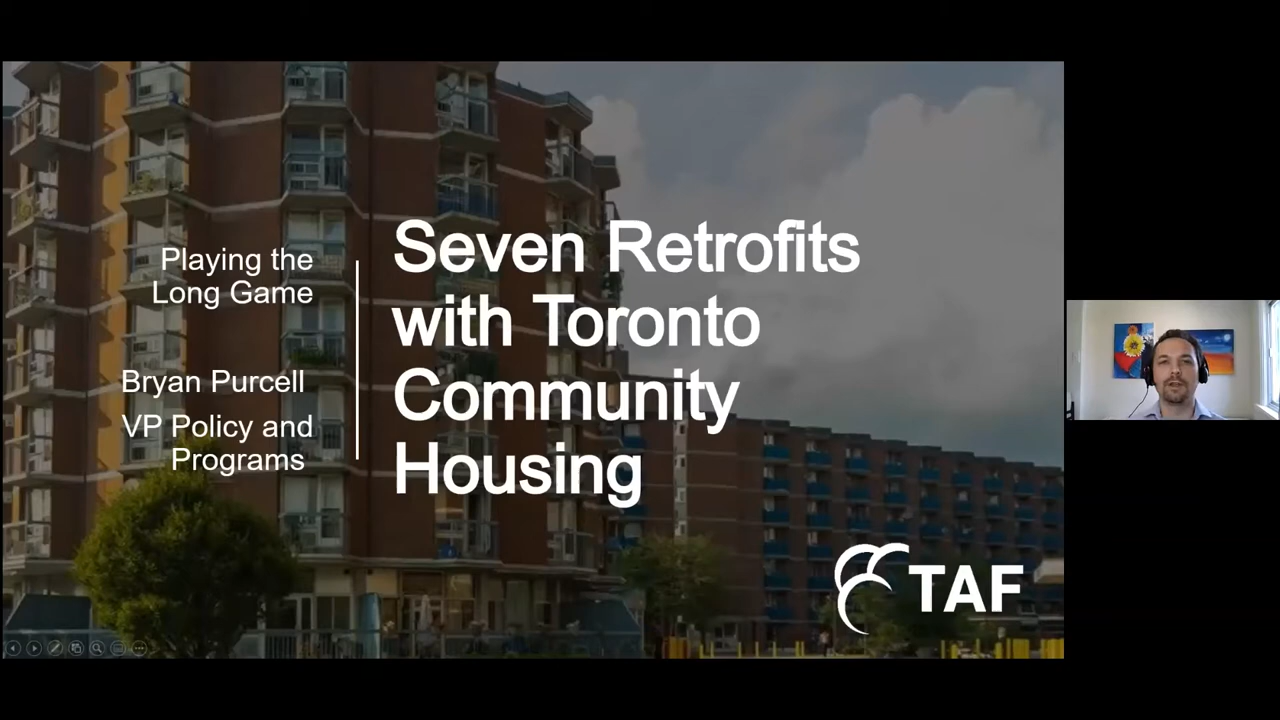 Playing the
Long Game
Bryan Purcell
VP Policy and
Programs
Seven Retrofits
with Toronto
Community
Housing
TAF